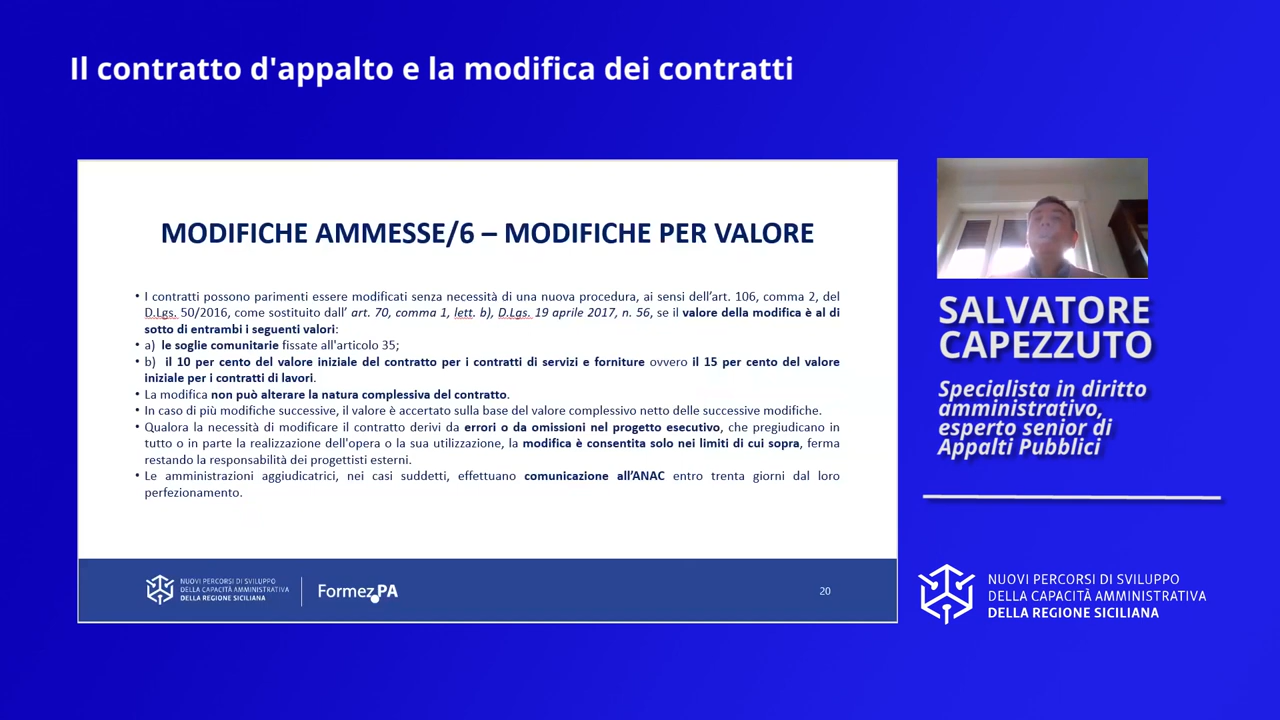 Il contratto d'appalto e la modifica dei contratti
MODIFICHE AMMESSE/6 – MODIFICHE PER VALORE
• I contratti possono parimenti essere modificati senza necessità di una nuova procedura, ai sensi dell'art. 106, comma 2, del
D.Lgs. 50/2016, come sostituito dall' art. 70, comma 1, lett. b), D.Lgs. 19 aprile 2017, n. 56, se il valore della modifica è al di
sotto di entrambi i seguenti valori:
• a) le soglie comunitarie fissate all'articolo 35;
• b) il 10 per cento del valore iniziale del contratto per i contratti di servizi e forniture ovvero il 15 per cento del valore
iniziale per i contratti di lavori.
• La modifica non può alterare la natura complessiva del contratto.
• In caso di più modifiche successive, il valore è accertato sulla base del valore complessivo netto delle successive modifiche.
• Qualora la necessità di modificare il contratto derivi da errori o da omissioni nel progetto esecutivo, che pregiudicano in
tutto o in parte la realizzazione dell'opera o la sua utilizzazione, la modifica è consentita solo nei limiti di cui sopra, ferma
restando la responsabilità dei progettisti esterni.
• Le amministrazioni aggiudicatrici, nei casi suddetti, effettuano comunicazione all'ANAC entro trenta giorni dal loro
perfezionamento.
NUOVI PERCORSI DI SVILUPPO
DELLA CAPACITÀ AMMINISTRATIVA
DELLA REGIONE SICILIANA
Formez PA
20
SALVATORE
CAPEZZUTO
Specialista in diritto
amministrativo,
esperto senior di
Appalti Pubblici
NUOVI PERCORSI DI SVILUPPO
DELLA CAPACITÀ AMMINISTRATIVA
DELLA REGIONE SICILIANA